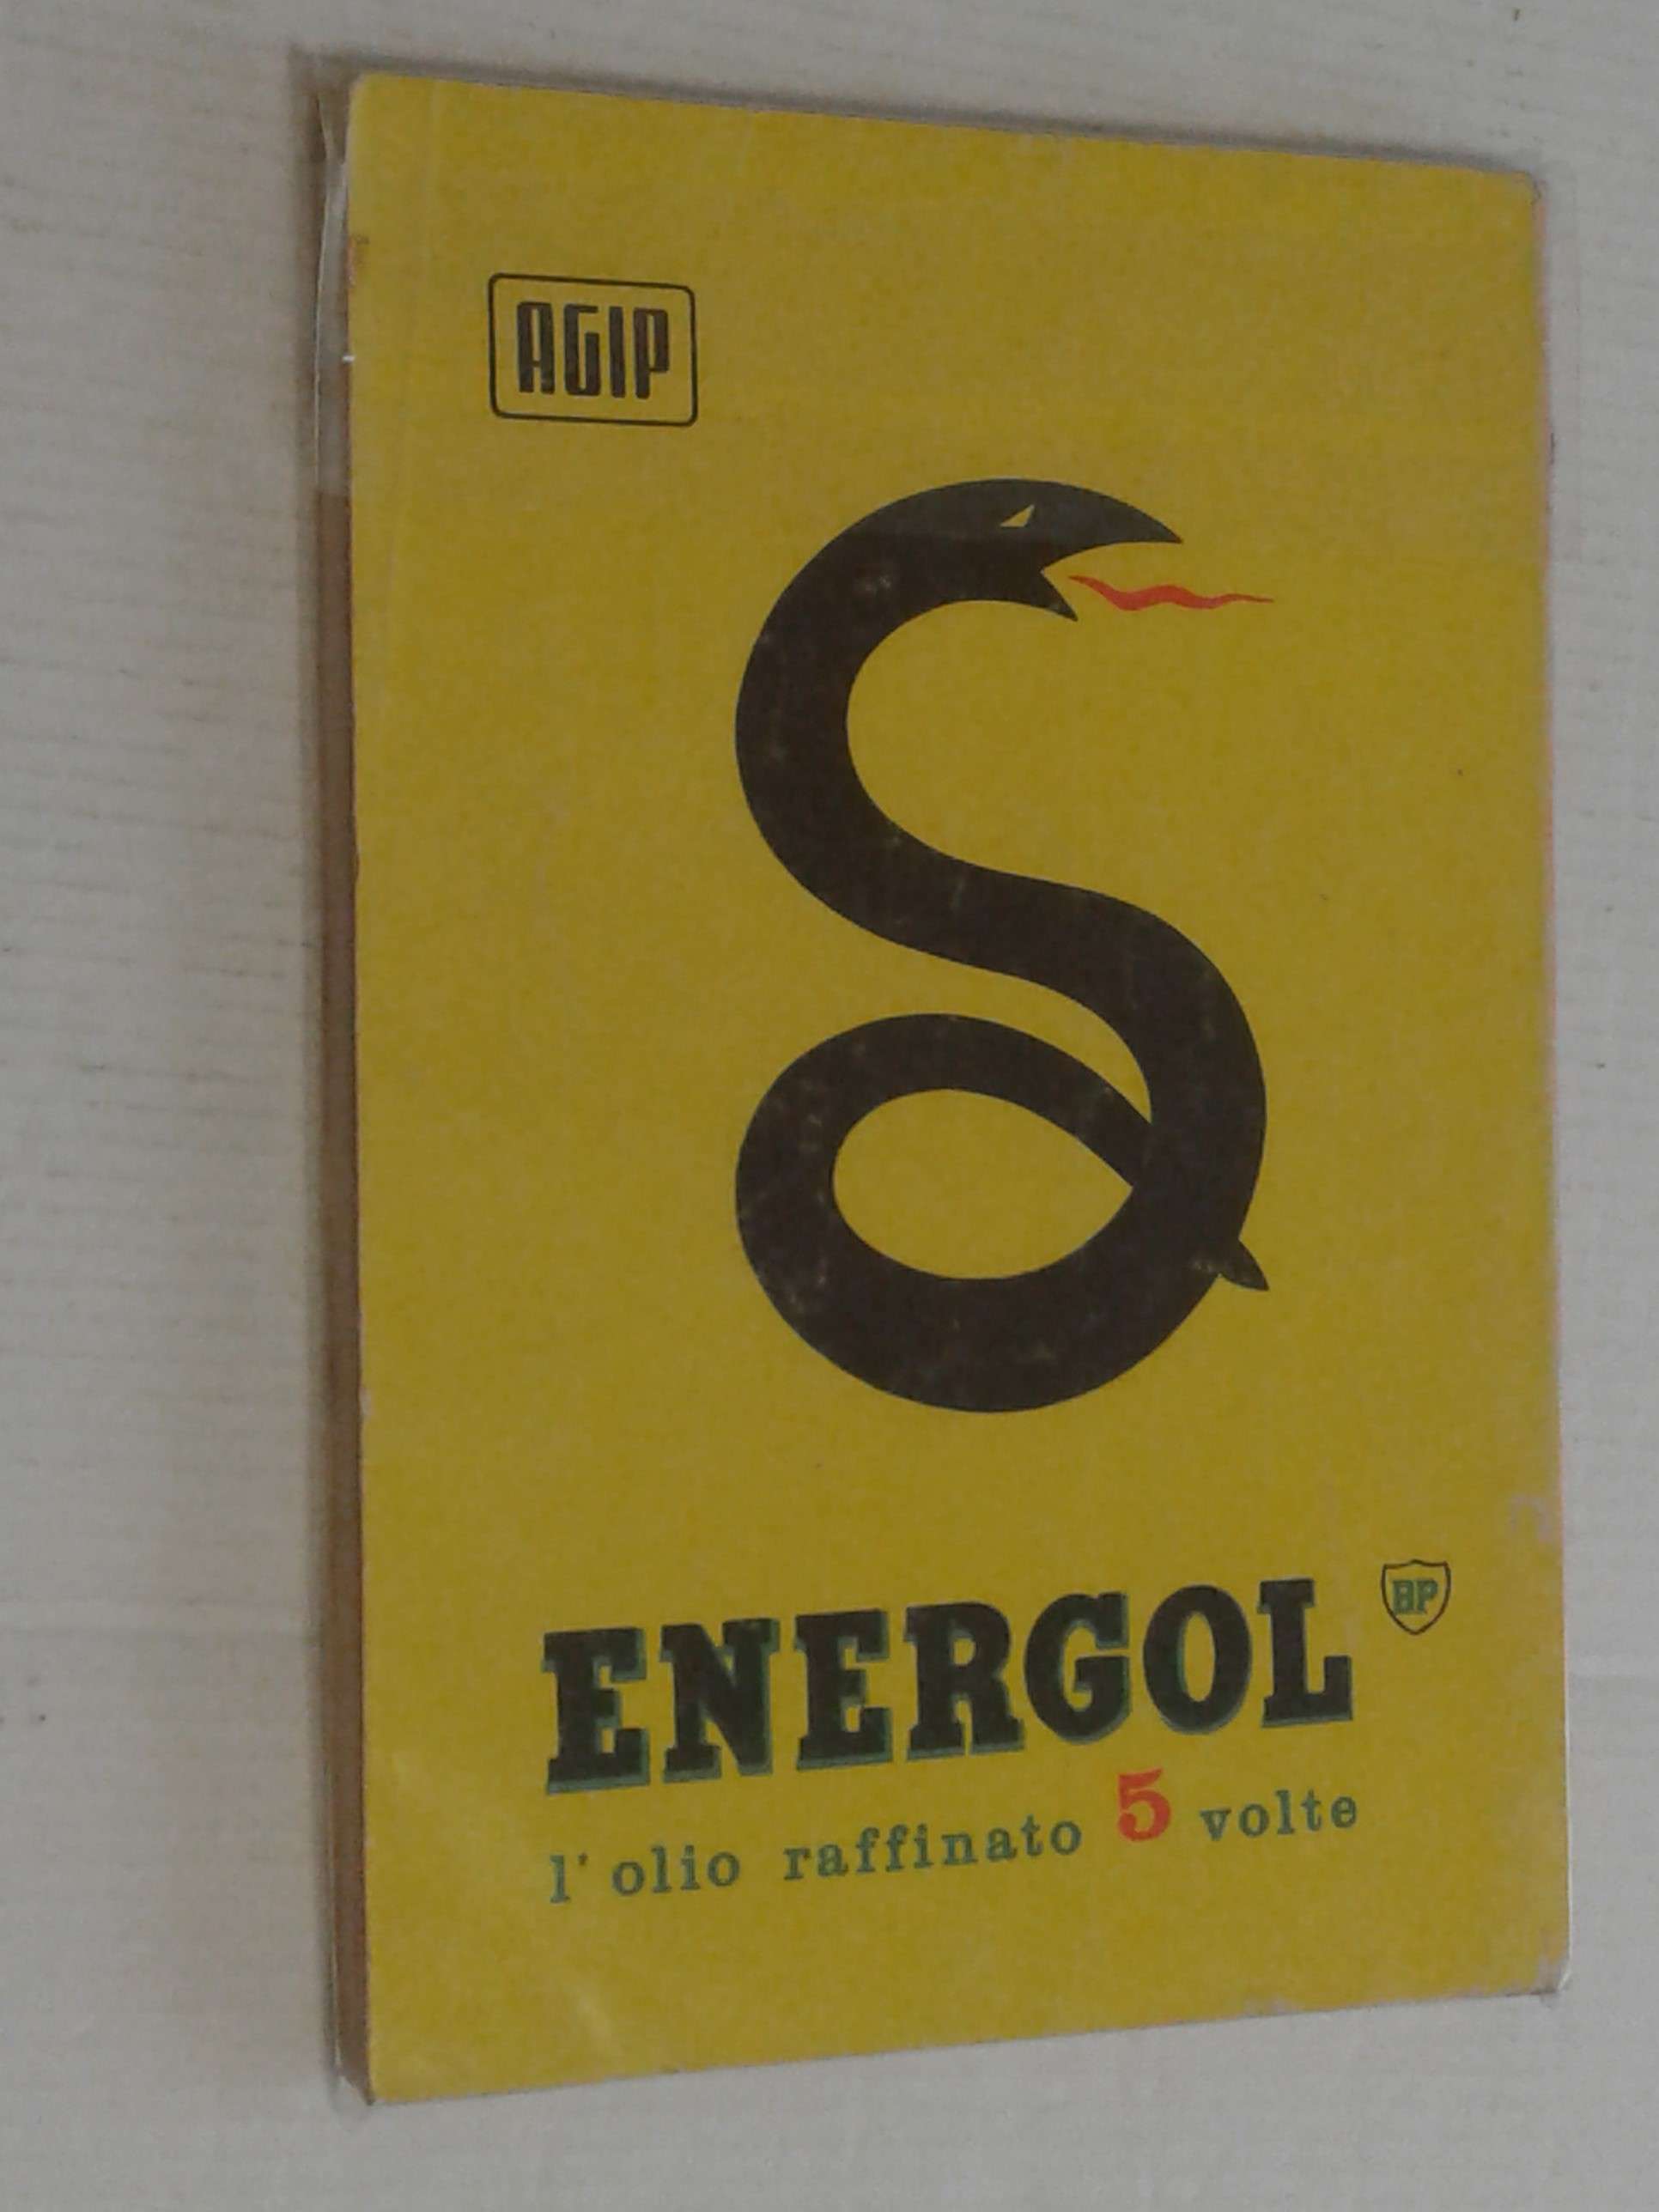 AGIP
ENERGOL BP
l'olio raffinato 5 volte